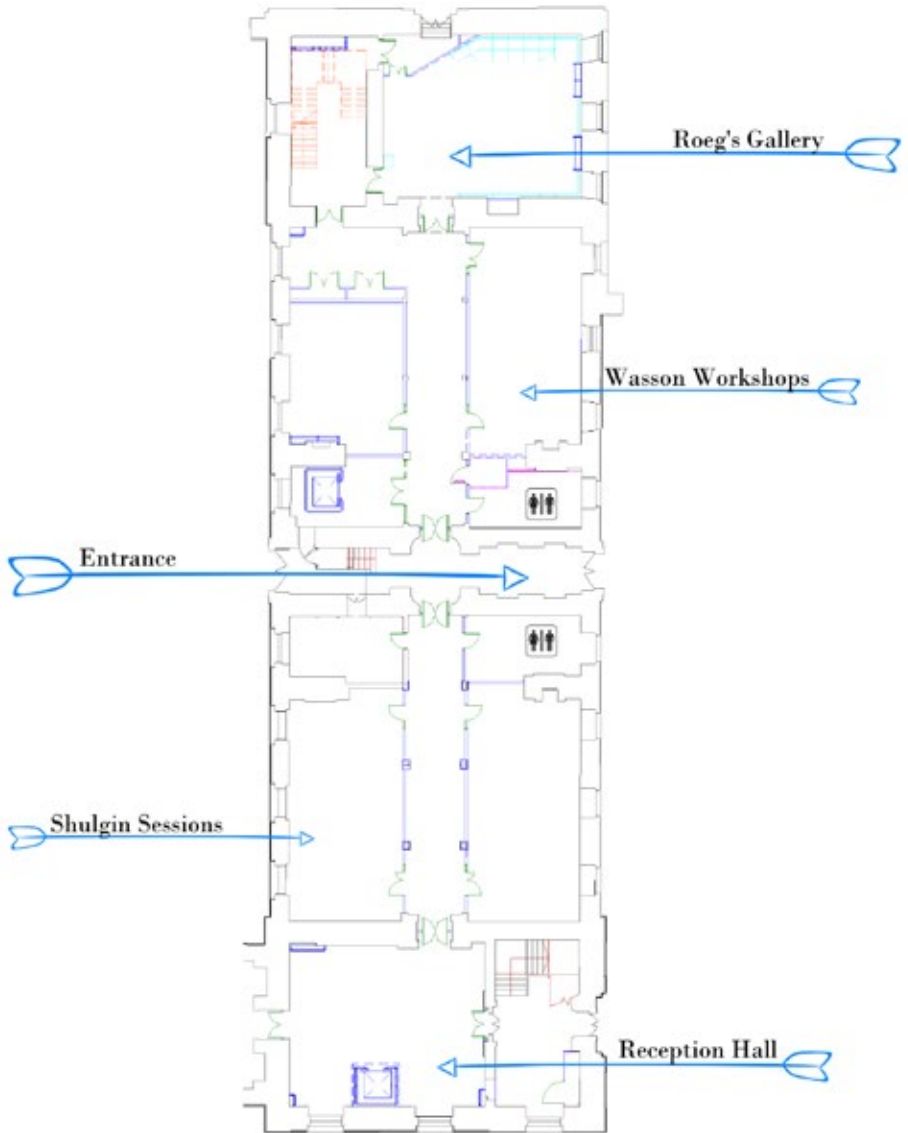 Roeg's Gallery
Wasson Workshops
Entrance
Shulgin Sessions
Reception Hall